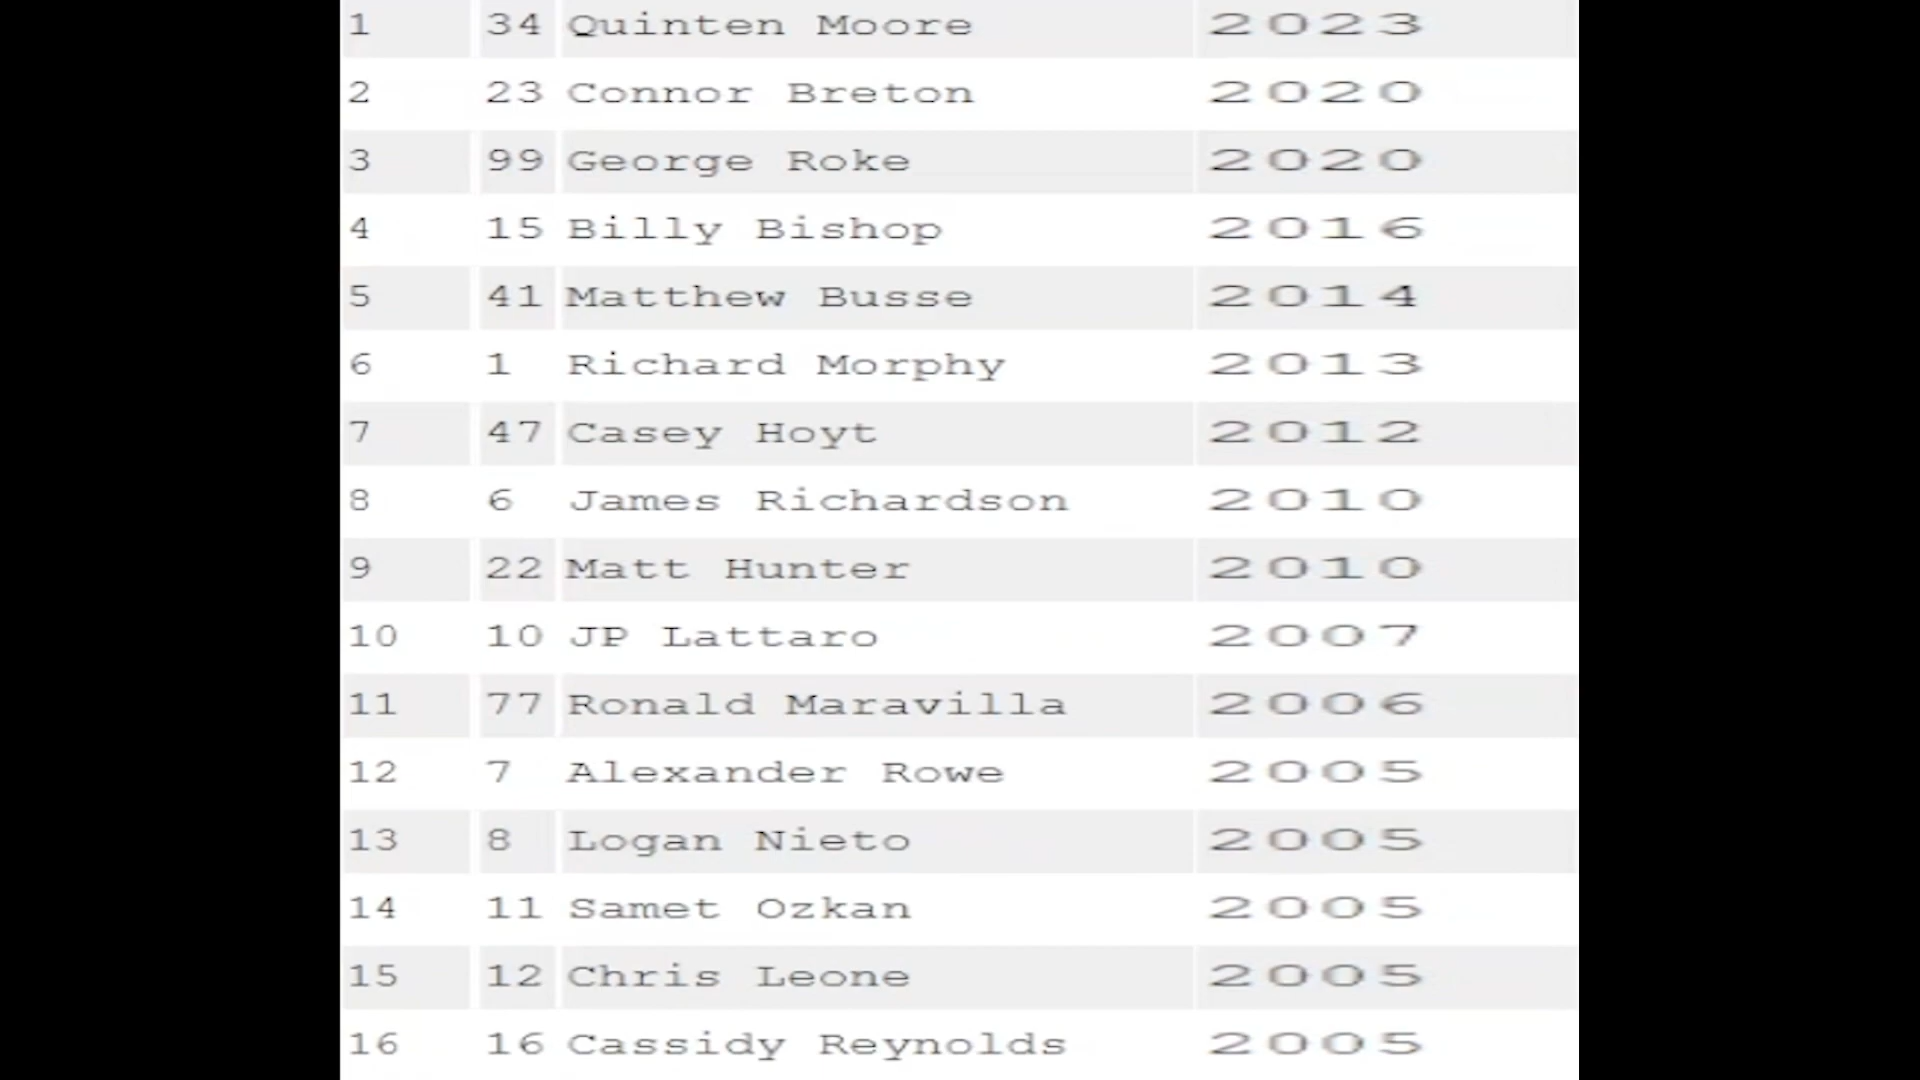 1 34 Quinten Moore 2023
2 23 Connor Breton 2020
3 99 George Roke 2020
4 15 Billy Bishop 2016
5 41 Matthew Busse 2014
6 1 Richard Morphy 2013
7 47 Casey Hoyt 2012
8 6 James Richardson 2010
9 22 Matt Hunter 2010
10 10 JP Lattaro 2007
11 77 Ronald Maravilla 2006
12 7 Alexander Rowe 2005
13 8 Logan Nieto 2005
14 11 Samet Ozkan 2005
15 12 Chris Leone 2005
16 16 Cassidy Reynolds 2005